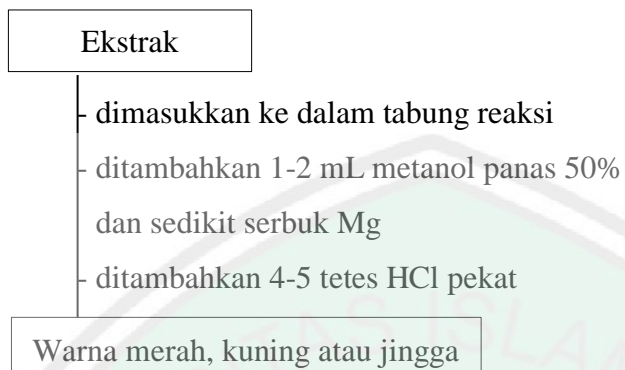 Ekstrak
- dimasukkan ke dalam tabung reaksi
- ditambahkan 1-2 mL metanol panas 50%
dan sedikit serbuk Mg
- ditambahkan 4-5 tetes HCl pekat
Warna merah, kuning atau jingga